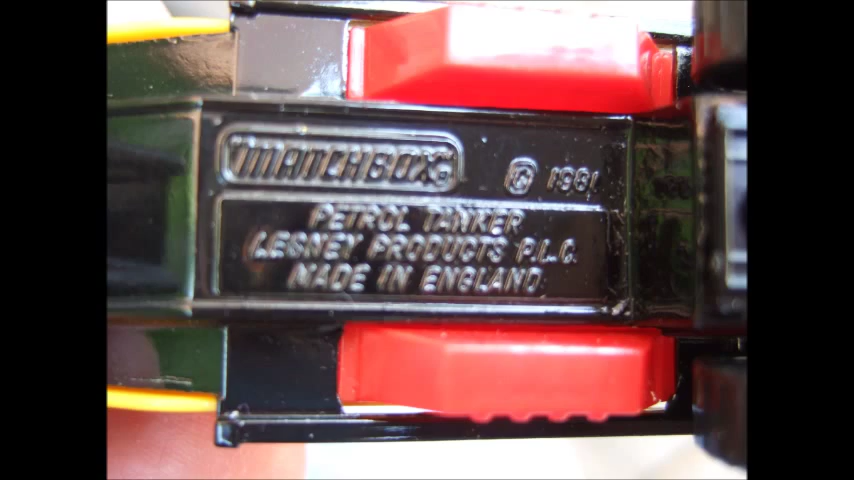 MATCHBOX
© 1981
PETROL TANKER
LESNEY PRODUCTS P.L.C.
MADE IN ENGLAND